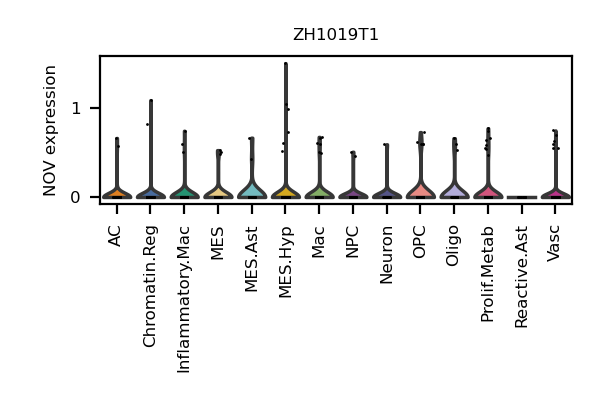 ZH1019T1
NOV expression
1
0
AC
Chromatin.Reg
Inflammatory.Mac
MES
MES.Ast
MES.Hyp
Mac
NPC
Neuron
OPC
Oligo
Prolif.Metab
Reactive.Ast
Vasc